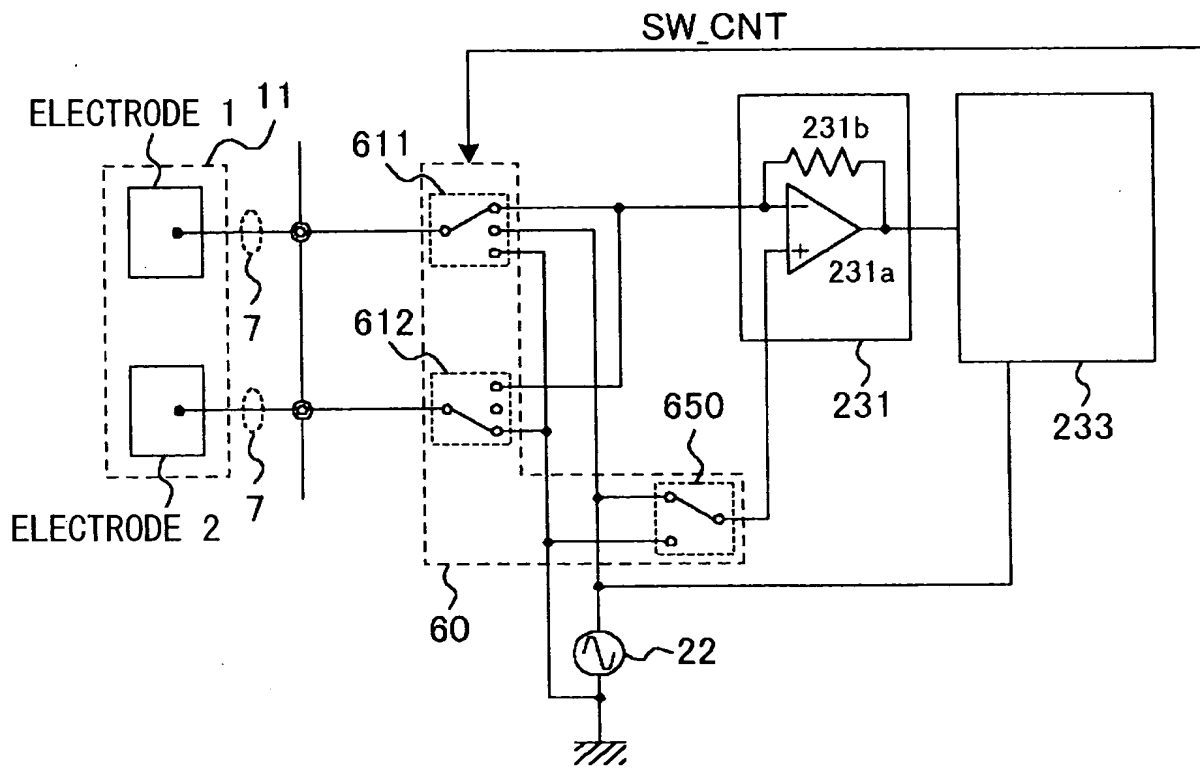 SW_CNT
ELECTRODE 1
11
611
231b
231a
7
612
231
233
650
7
ELECTRODE 2
60
22